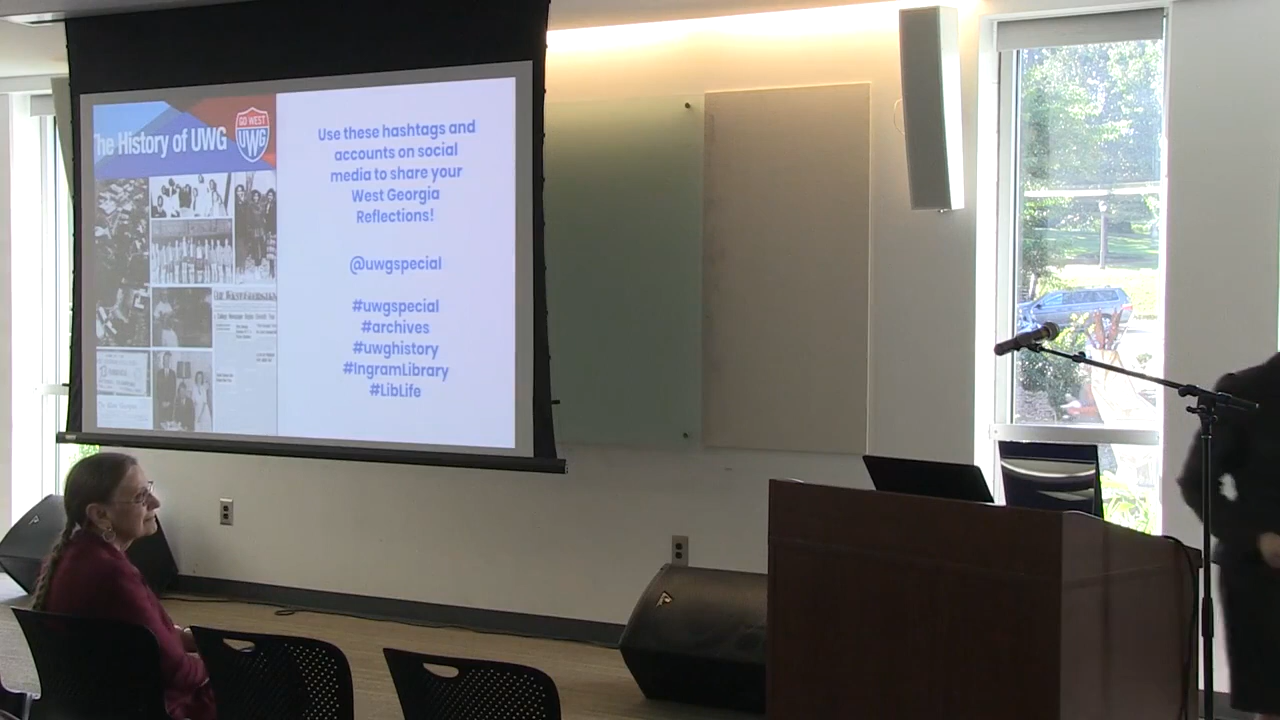 The History of UWG
GO WEST
UWG
Use these hashtags and
accounts on social
media to share your
West Georgia
Reflections!
@uwgspecial
#uwgspecial
#archives
#uwghistory
#IngramLibrary
#LibLife